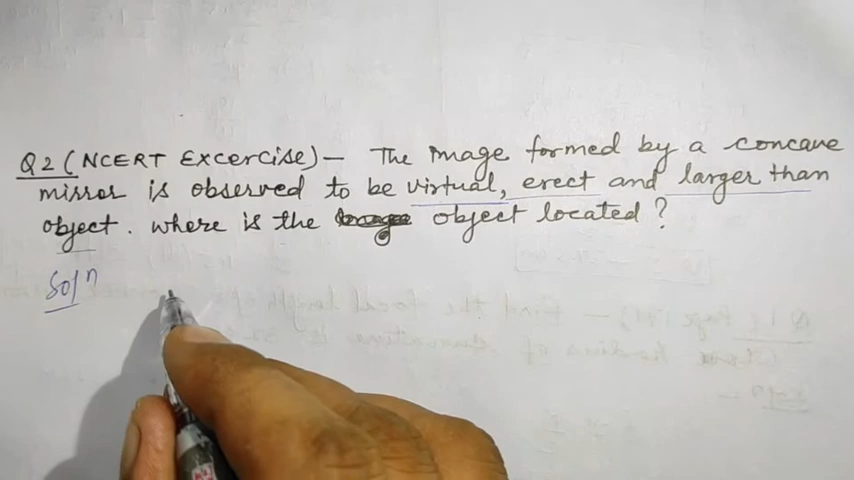 Q2 (NCERT Excercise) – The Image formed by a concave
mirror is observed to be virtual, erect and larger than
object. where is the object located?
Solⁿ